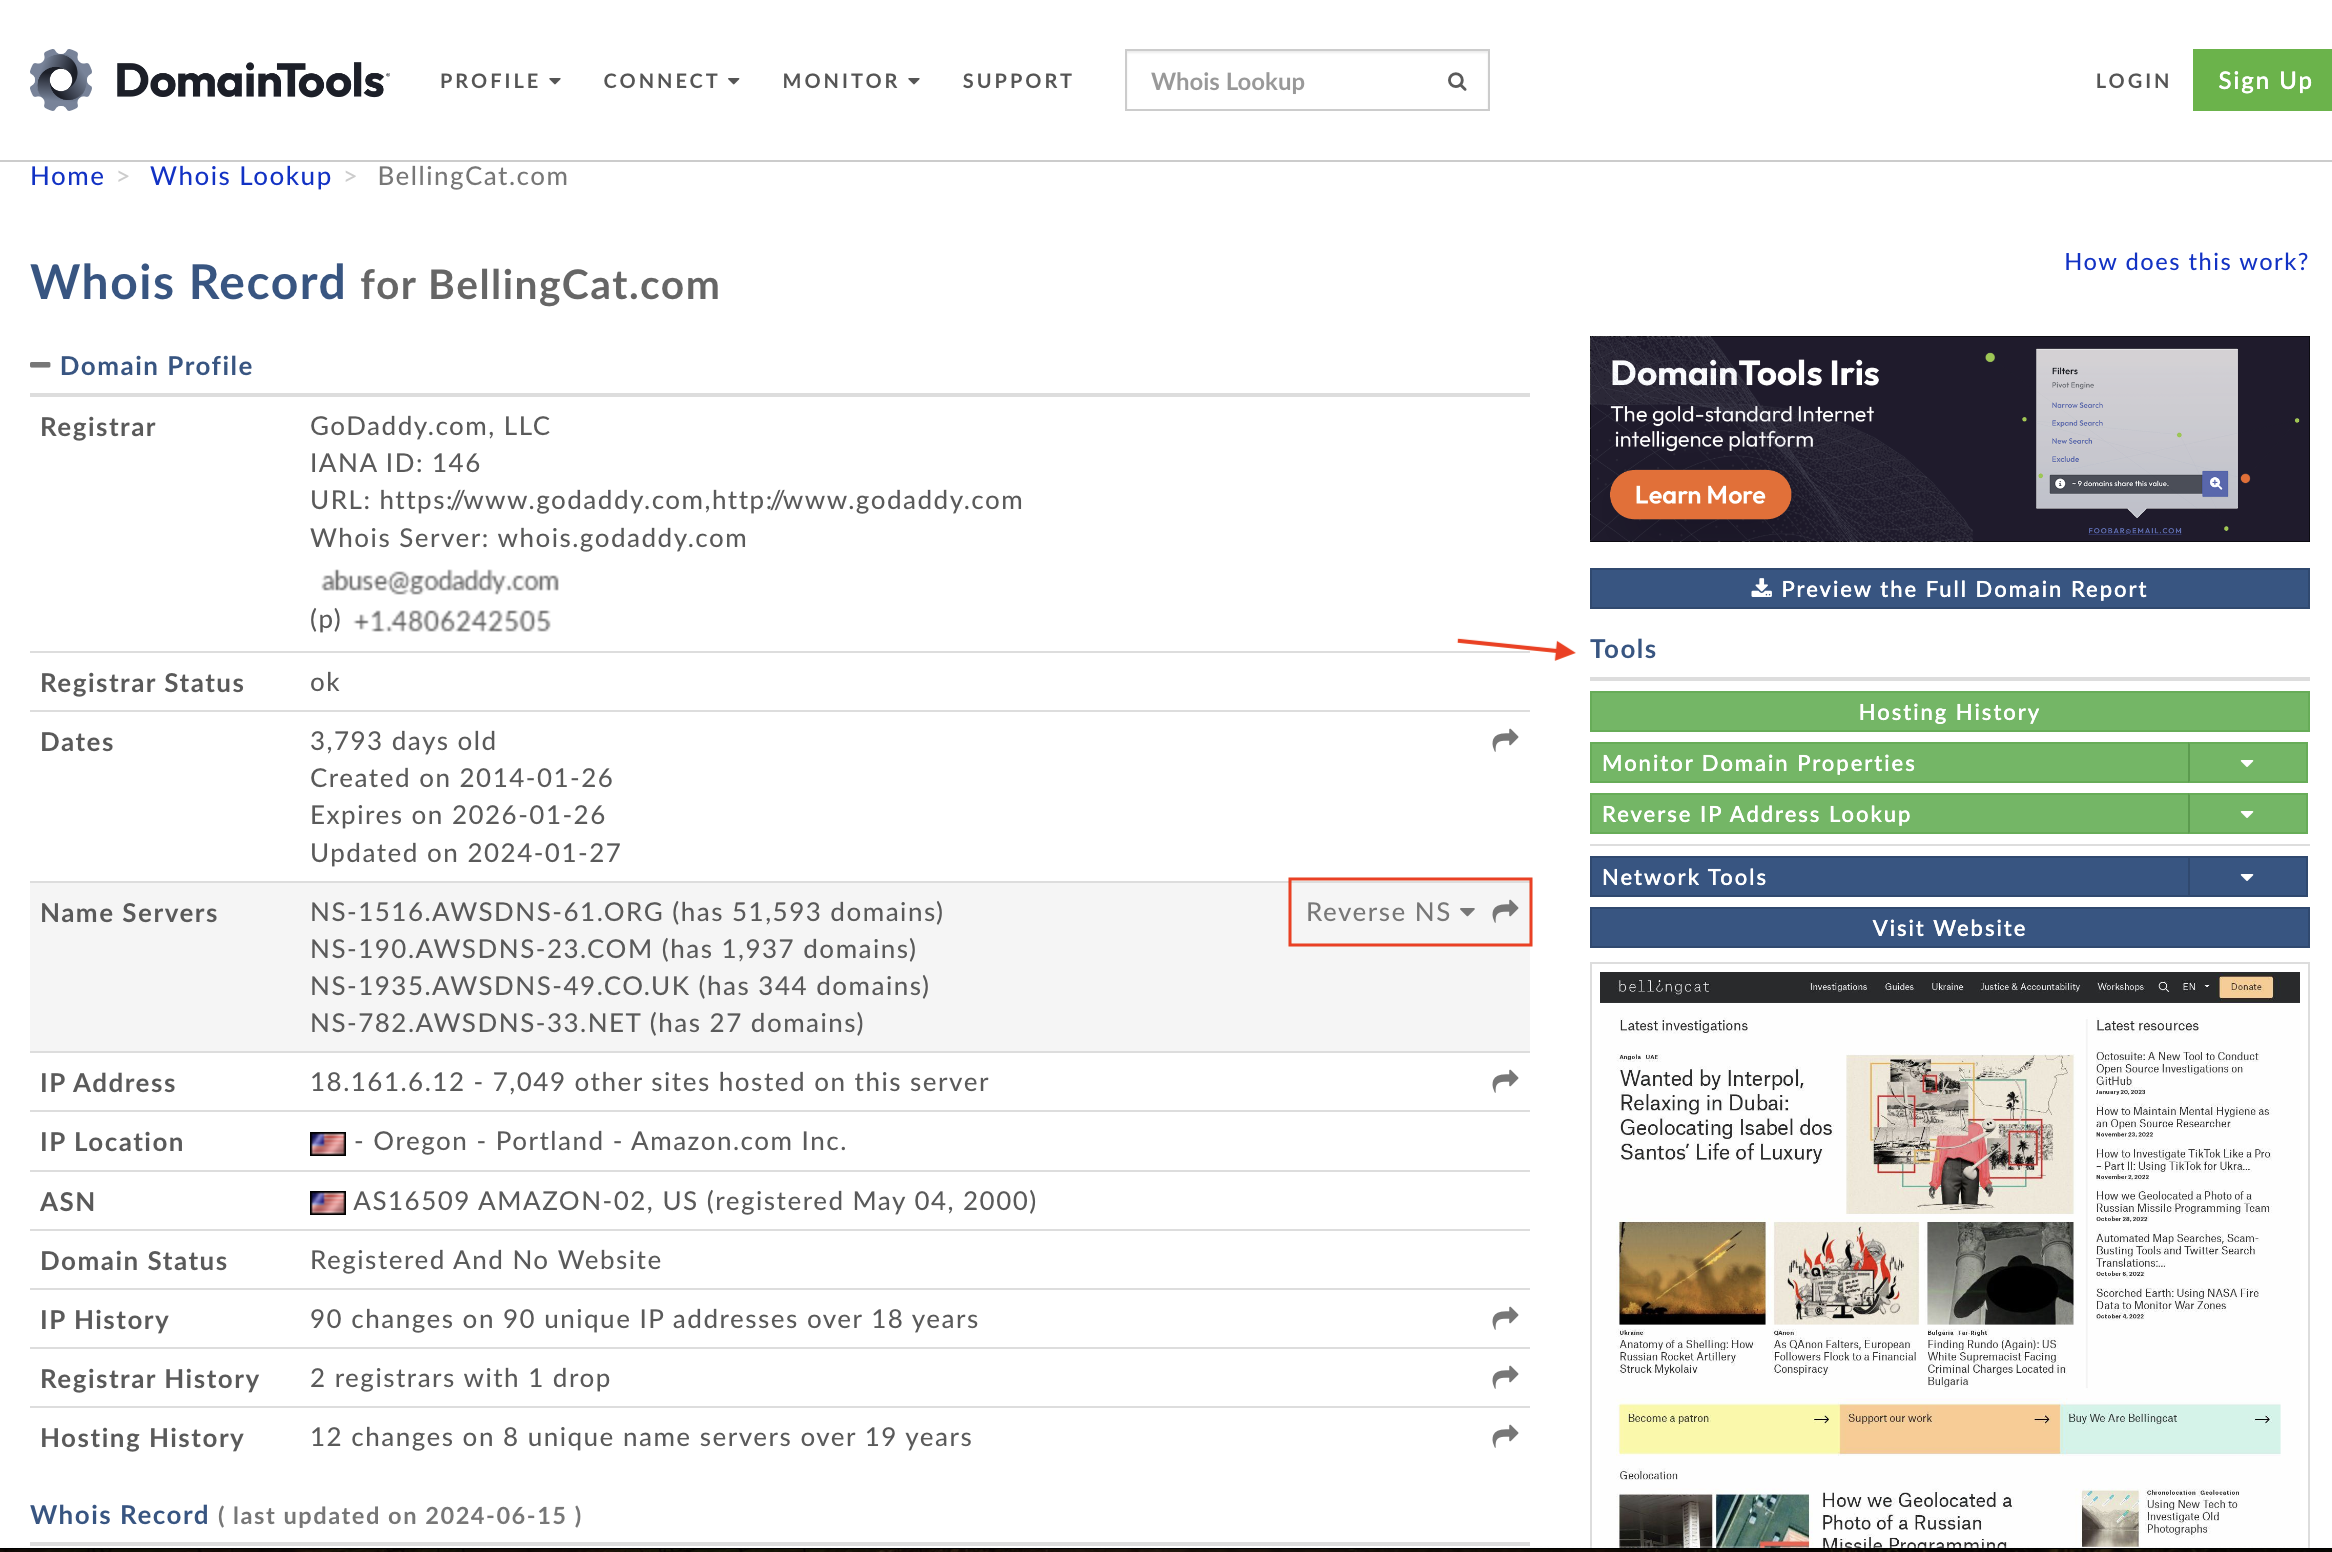 DomainTools
PROFILE
CONNECT
MONITOR
SUPPORT
Whois Lookup
LOGIN
Sign Up
Home > Whois Lookup > BellingCat.com
Whois Record for BellingCat.com
How does this work?
Domain Profile
Registrar
GoDaddy.com, LLC
IANA ID: 146
URL: https://www.godaddy.com,http://www.godaddy.com
Whois Server: whois.godaddy.com
abuse@godaddy.com
(p) +1.4806242505
Registrar Status
ok
Dates
3,793 days old
Created on 2014-01-26
Expires on 2026-01-26
Updated on 2024-01-27
Name Servers
NS-1516.AWSDNS-61.ORG (has 51,593 domains)
NS-190.AWSDNS-23.COM (has 1,937 domains)
NS-1935.AWSDNS-49.CO.UK (has 344 domains)
NS-782.AWSDNS-33.NET (has 27 domains)
Reverse NS
IP Address
18.161.6.12 - 7,049 other sites hosted on this server
IP Location
- Oregon - Portland - Amazon.com Inc.
ASN
AS16509 AMAZON-02, US (registered May 04, 2000)
Domain Status
Registered And No Website
IP History
90 changes on 90 unique IP addresses over 18 years
Registrar History
2 registrars with 1 drop
Hosting History
12 changes on 8 unique name servers over 19 years
Whois Record ( last updated on 2024-06-15 )
DomainTools Iris
The gold-standard Internet
intelligence platform
Learn More
Filters
Pivot Engine
Narrow Search
Expand Search
New Search
Exclude
~ 9 domains share this value.
FOOBAR@EMAIL.COM
Preview the Full Domain Report
Tools
Hosting History
Monitor Domain Properties
Reverse IP Address Lookup
Network Tools
Visit Website
bellingcat
Investigations
Guides
Ukraine
Justice & Accountability
Workshops
EN
Donate
Latest investigations
Angola UAE
Wanted by Interpol,
Relaxing in Dubai:
Geolocating Isabel dos
Santos' Life of Luxury
Latest resources
Octosuite: A New Tool to Conduct
Open Source Investigations on
GitHub
January 20, 2023
How to Maintain Mental Hygiene as
an Open Source Researcher
November 23, 2022
How to Investigate TikTok Like a Pro
– Part II: Using TikTok for Ukra...
November 2, 2022
How we Geolocated a Photo of a
Russian Missile Programming Team
October 28, 2022
Automated Map Searches, Scam-
Busting Tools and Twitter Search
Translations:...
October 6, 2022
Scorched Earth: Using NASA Fire
Data to Monitor War Zones
October 4, 2022
Ukraine
Anatomy of a Shelling: How
Russian Rocket Artillery
Struck Mykolaiv
QAnon
As QAnon Falters, European
Followers Flock to a Financial
Conspiracy
Bulgaria Far-Right
Finding Rundo (Again): US
White Supremacist Facing
Criminal Charges Located in
Bulgaria
Become a patron
Support our work
Buy We Are Bellingcat
Geolocation
How we Geolocated a
Photo of a Russian
Missile Programming
Chronolocation Geolocation
Using New Tech to
Investigate Old
Photographs